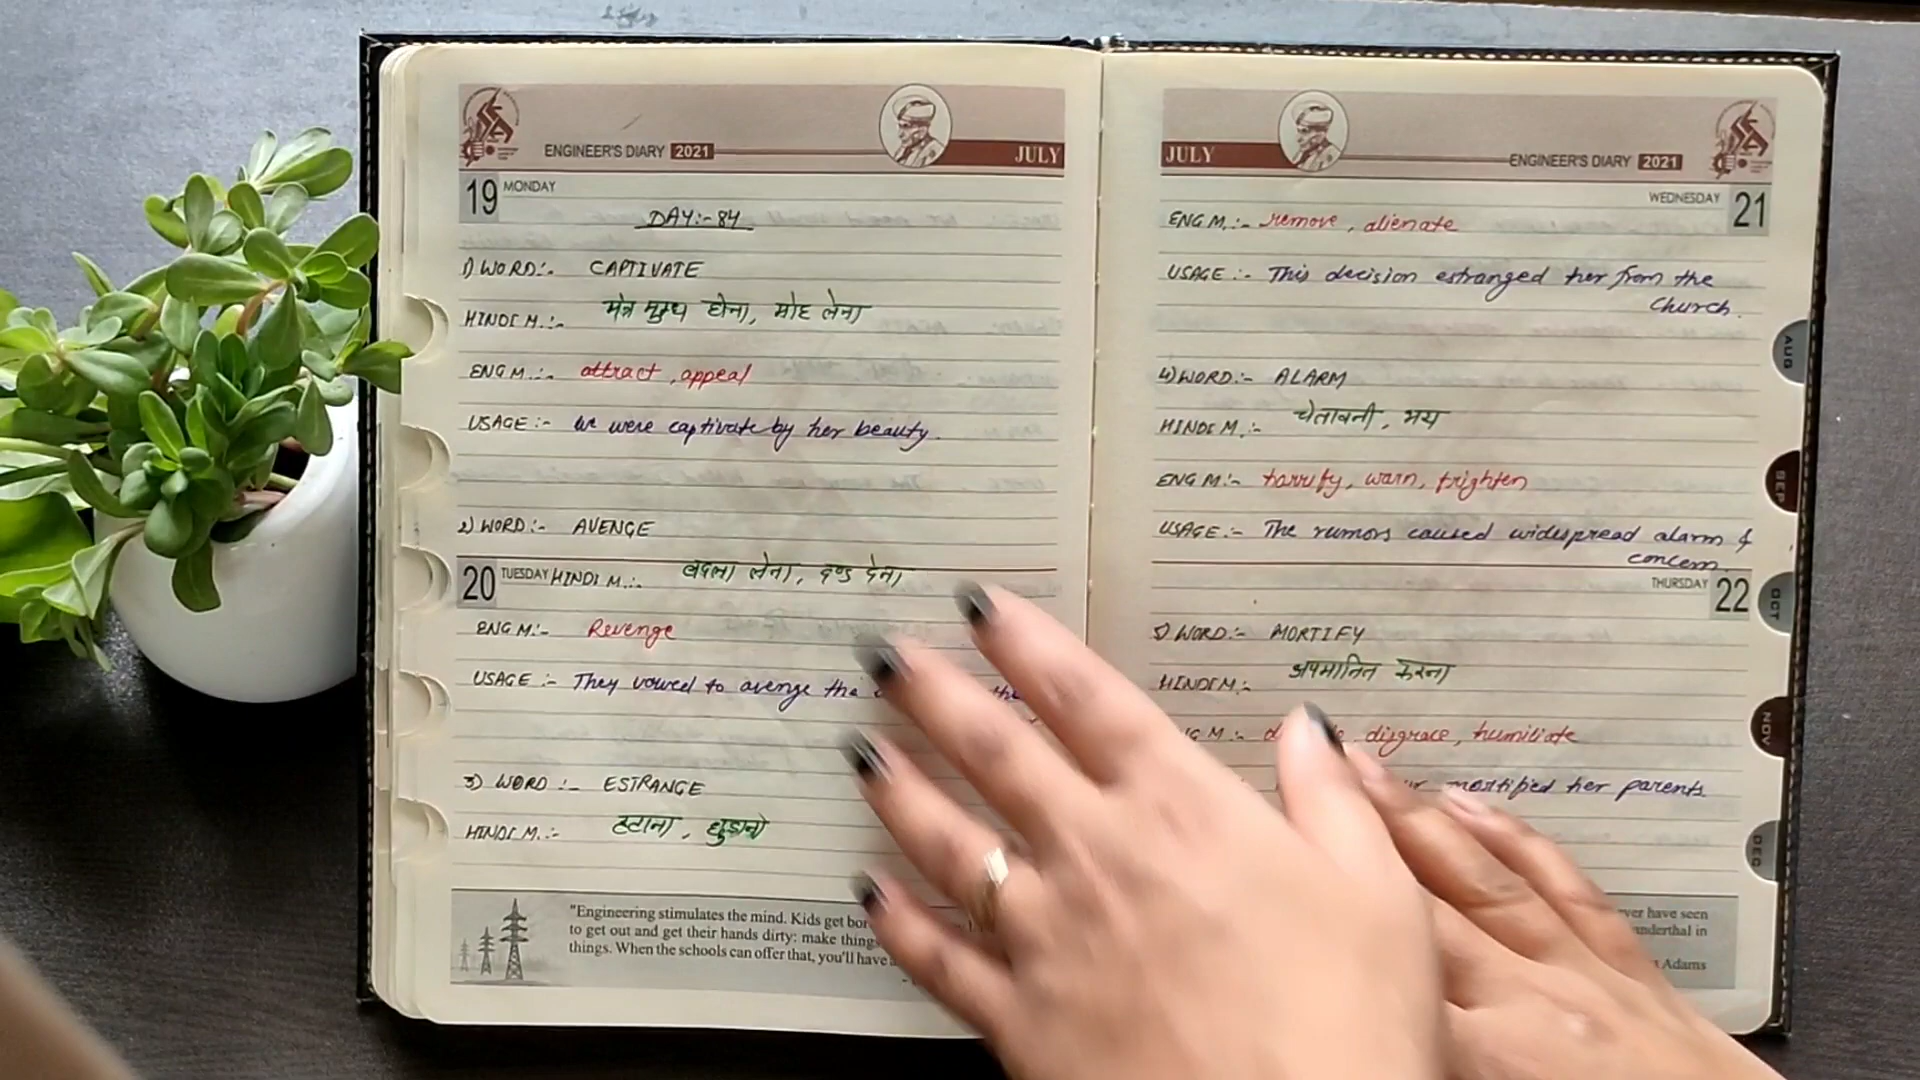 ENGINEER'S DIARY 2021
JULY
19 MONDAY
DAY:- 84
1) WORD:- CAPTIVATE
HINDI M.:- मंत्र मुग्ध होना, मोह लेना
ENG M.:- attract, appeal
USAGE:- We were captivate by her beauty.
2) WORD:- AVENGE
20 TUESDAY HINDI M.:- बदला लेना, दण्ड देना
ENG M:- Revenge
USAGE:- They vowed to avenge the the
3) WORD:- ESTRANGE
HINDI M.:- हटाना, छुड़ाना
"Engineering stimulates the mind. Kids get
to get out and get their hands dirty: make things
things. When the schools can offer that, you'll have
JULY
ENGINEER'S DIARY 2021
WEDNESDAY 21
ENG M.:- remove, alienate
USAGE:- This decision estranged her from the
Church.
4) WORD:- ALARM
HINDI M.:- चेतावनी, भय
ENG M:- tarrify, warn, frighten
USAGE:- The rumors caused widespread alarm &
concern.
THURSDAY 22
5) WORD:- MORTIFY
HINDI M:- अपमानित करना
M:- disgrace, humiliate
mortified her parents.
have seen
in
Adams
AUG
SEP
OCT
NOV
DEC